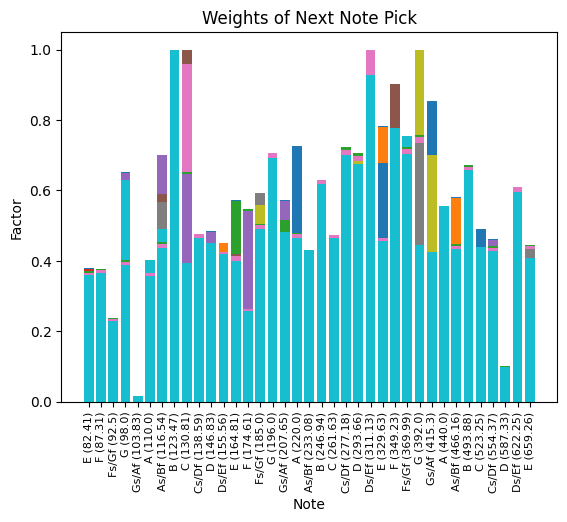 Weights of Next Note Pick
1.0
0.8
0.6
0.4
0.2
0.0
Factor
E (82.41)
F (87.31)
Fs/Gf (92.5)
G (98.0)
Gs/Af (103.83)
A (110.0)
As/Bf (116.54)
B (123.47)
C (130.81)
Cs/Df (138.59)
D (146.83)
Ds/Ef (155.56)
E (164.81)
F (174.61)
Fs/Gf (185.0)
G (196.0)
Gs/Af (207.65)
A (220.0)
As/Bf (233.08)
B (246.94)
C (261.63)
Cs/Df (277.18)
D (293.66)
Ds/Ef (311.13)
E (329.63)
F (349.23)
Fs/Gf (369.99)
G (392.0)
Gs/Af (415.3)
A (440.0)
As/Bf (466.16)
B (493.88)
C (523.25)
Cs/Df (554.37)
D (587.33)
Ds/Ef (622.25)
E (659.26)
Note